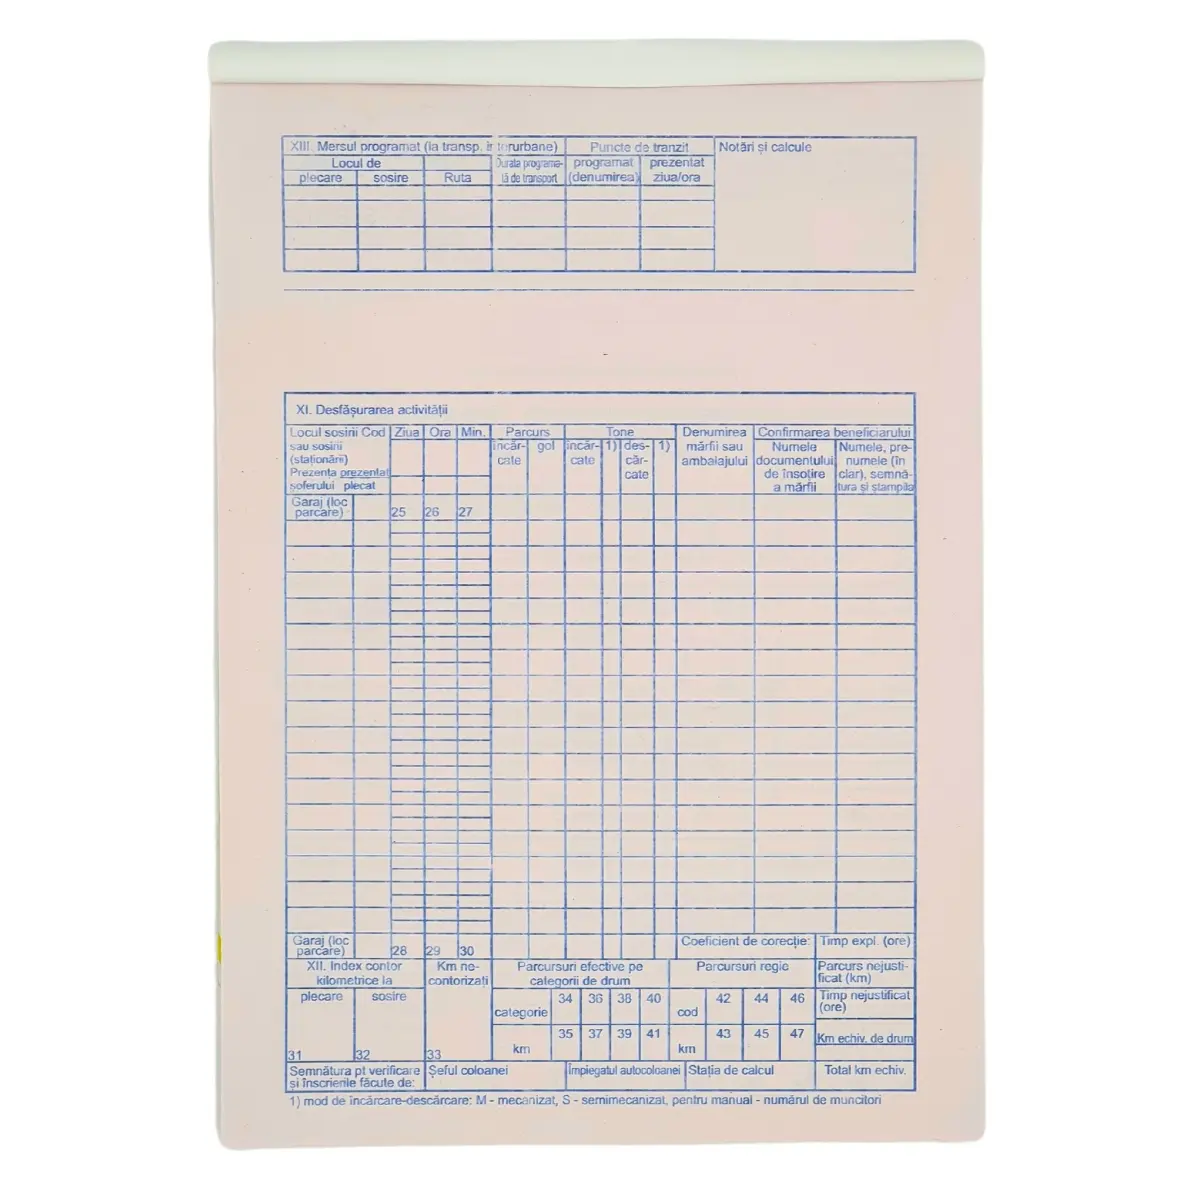 XIII. Mersul programat (la transp. interurbane) Puncte de tranzit Notări și calcule
Locul de Durata programa- programat prezentat
plecare sosire Ruta tă de transport (denumirea) ziua/ora
XI. Desfășurarea activității
Locul sosirii Cod Ziua Ora Min. Parcurs Tone Denumirea Confirmarea beneficiarului
sau sosirii încăr- gol încăr- 1) des- 1) mărfii sau Numele Numele, pre-
(staționării) cate cate căr- ambalajului documentului numele (în
Prezența prezentat cate de însoțire clar), semnă-
șoferului plecat a mărfii tura și ștampila
Garaj (loc
parcare) 25 26 27
Garaj (loc Coeficient de corecție: Timp expl. (ore)
parcare) 28 29 30
XII. Index contor Km ne- Parcursuri efective pe Parcursuri regie Parcurs nejusti-
kilometrice la contorizați categorii de drum ficat (km)
plecare sosire 34 36 38 40 42 44 46 Timp nejustificat
categorie cod (ore)
35 37 39 41 43 45 47 Km echiv. de drum
31 32 33 km km
Semnătura pt verificare Șeful coloanei Impiegatul autocoloanei Stația de calcul Total km echiv.
și înscrierile făcute de:
1) mod de încărcare-descărcare: M - mecanizat, S - semimecanizat, pentru manual - numărul de muncitori